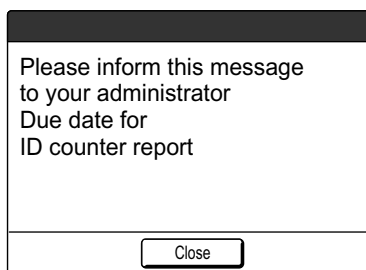 Please inform this message
to your administrator
Due date for
ID counter report
Close